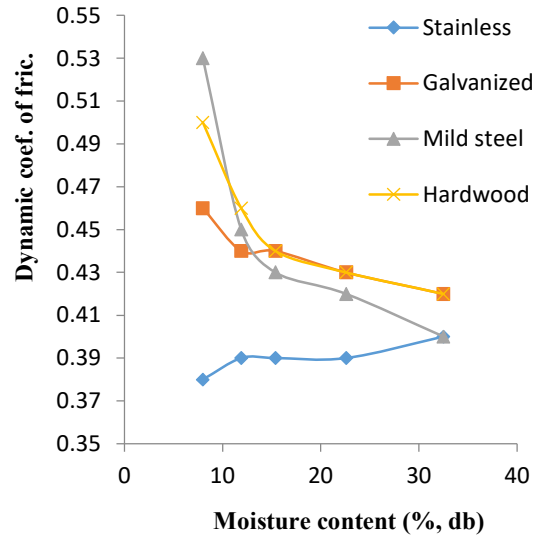 Dynamic coef. of fric.
0.55
0.53
0.51
0.49
0.47
0.45
0.43
0.41
0.39
0.37
0.35
0 10 20 30 40
Moisture content (%, db)
Stainless
Galvanized
Mild steel
Hardwood